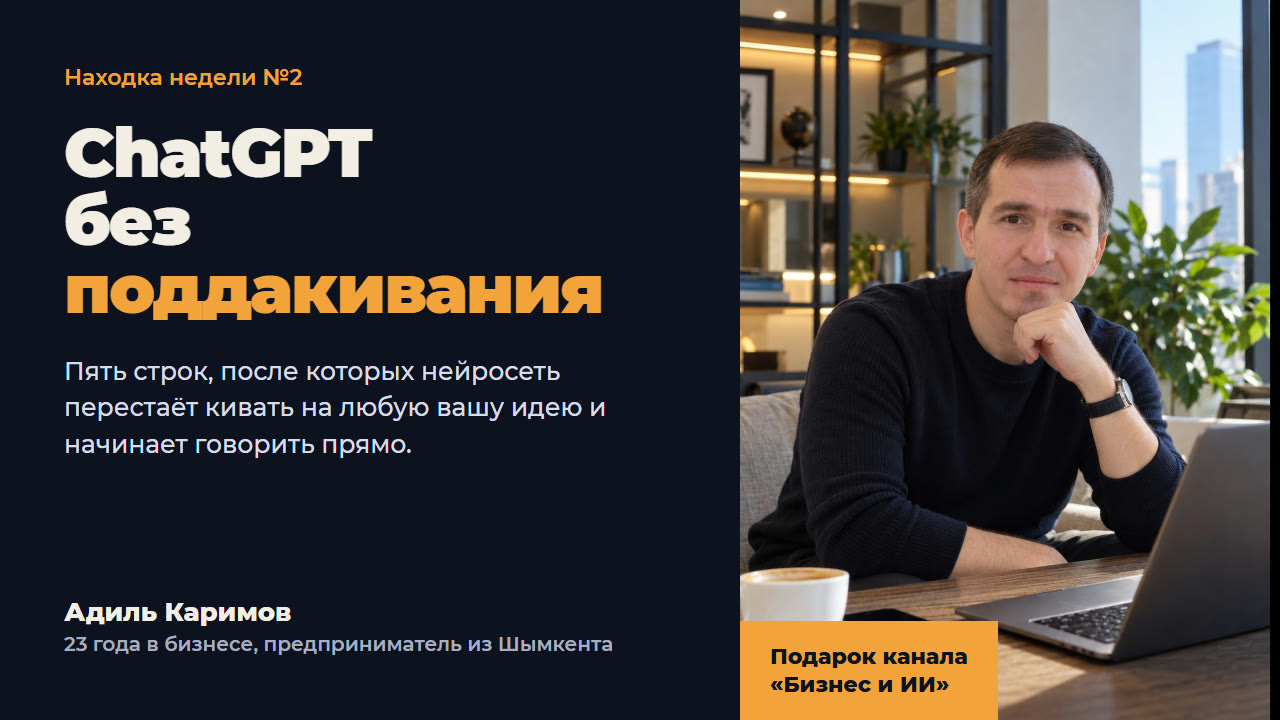 Находка недели №2
ChatGPT
без
поддакивания
Пять строк, после которых нейросеть
перестаёт кивать на любую вашу идею и
начинает говорить прямо.
Адиль Каримов
23 года в бизнесе, предприниматель из Шымкента
Подарок канала
«Бизнес и ИИ»